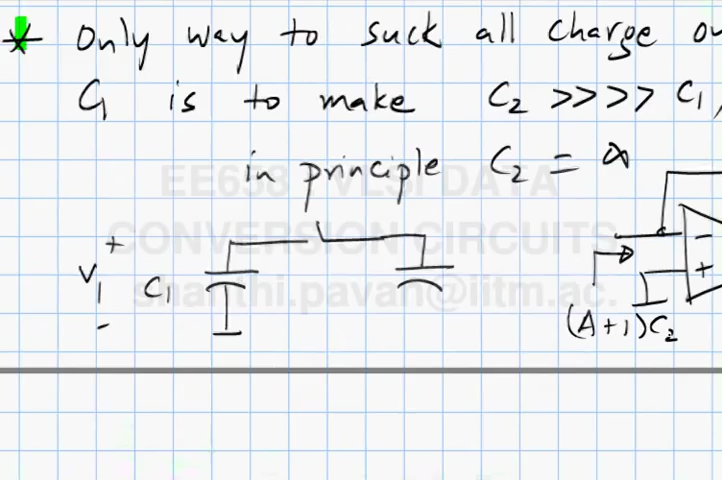 * Only way to suck all charge ou
C1 is to make C2 >>>> C1,
in principle C2 = ∞
EE658 VLSI DATA
CONVERSION CIRCUITS
shanthi.pavan@iitm.ac.
+
V1 C1
-
-
+
(A+1)C2